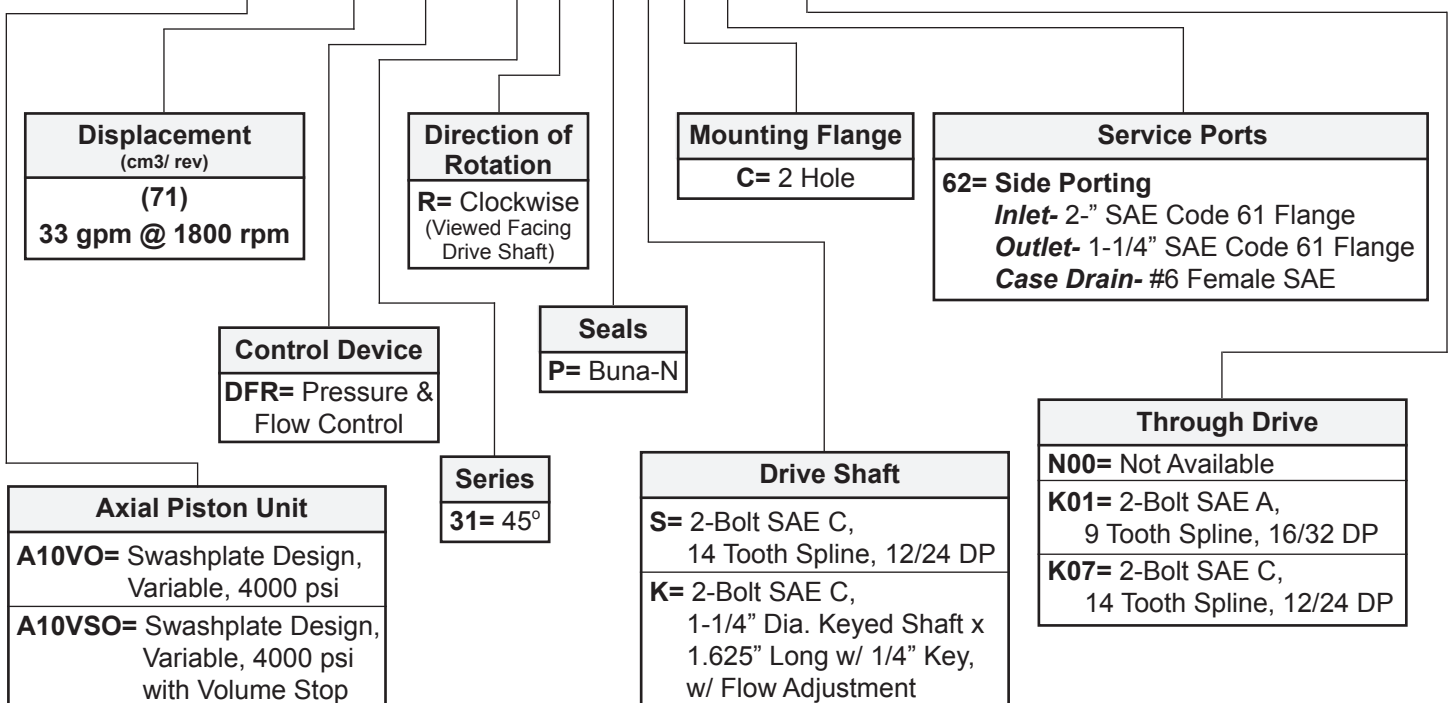 Displacement
(cm3/ rev)
(71)
33 gpm @ 1800 rpm
Direction of
Rotation
R= Clockwise
(Viewed Facing
Drive Shaft)
Mounting Flange
C= 2 Hole
Service Ports
62= Side Porting
Inlet- 2-” SAE Code 61 Flange
Outlet- 1-1/4” SAE Code 61 Flange
Case Drain- #6 Female SAE
Control Device
DFR= Pressure &
Flow Control
Seals
P= Buna-N
Through Drive
N00= Not Available
K01= 2-Bolt SAE A,
9 Tooth Spline, 16/32 DP
K07= 2-Bolt SAE C,
14 Tooth Spline, 12/24 DP
Series
31= 45º
Drive Shaft
S= 2-Bolt SAE C,
14 Tooth Spline, 12/24 DP
K= 2-Bolt SAE C,
1-1/4” Dia. Keyed Shaft x
1.625” Long w/ 1/4” Key,
w/ Flow Adjustment
Axial Piston Unit
A10VO= Swashplate Design,
Variable, 4000 psi
A10VSO= Swashplate Design,
Variable, 4000 psi
with Volume Stop